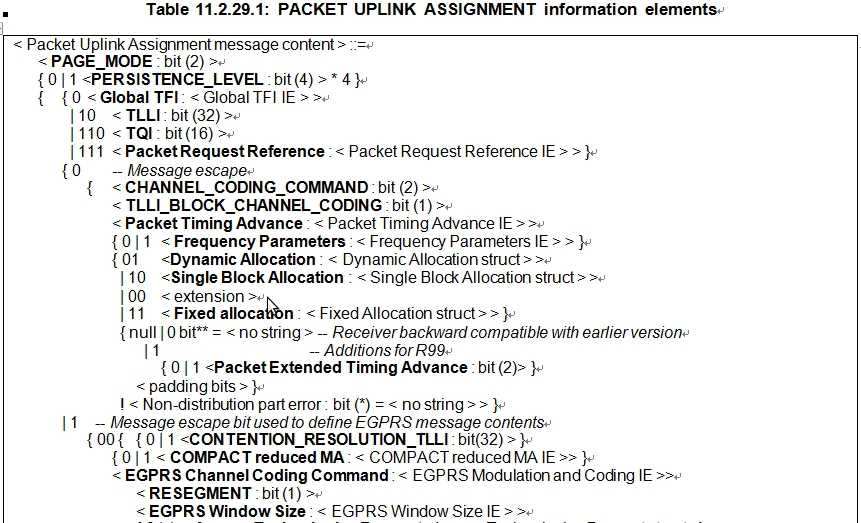 Table 11.2.29.1: PACKET UPLINK ASSIGNMENT information elements
< Packet Uplink Assignment message content > ::=
< PAGE_MODE : bit (2) >
{ 0 | 1 <PERSISTENCE_LEVEL : bit (4) > * 4 }
{ { 0 < Global TFI : < Global TFI IE > >
| 10 < TLLI : bit (32) >
| 110 < TQI : bit (16) >
| 111 < Packet Request Reference : < Packet Request Reference IE > > }
{ 0 -- Message escape
{ < CHANNEL_CODING_COMMAND : bit (2) >
< TLLI_BLOCK_CHANNEL_CODING : bit (1) >
< Packet Timing Advance : < Packet Timing Advance IE > >
{ 0 | 1 < Frequency Parameters : < Frequency Parameters IE > > }
{ 01 <Dynamic Allocation : < Dynamic Allocation struct > >
| 10 <Single Block Allocation : < Single Block Allocation struct > >
| 00 < extension >
| 11 < Fixed allocation : < Fixed Allocation struct > > }
{ null | 0 bit** = < no string > -- Receiver backward compatible with earlier version
| 1 -- Additions for R99
{ 0 | 1 <Packet Extended Timing Advance : bit (2)> }
< padding bits > }
! < Non-distribution part error : bit (*) = < no string > > }
| 1 -- Message escape bit used to define EGPRS message contents
{ 00 { { 0 | 1 <CONTENTION_RESOLUTION_TLLI : bit(32) > }
{ 0 | 1 < COMPACT reduced MA : < COMPACT reduced MA IE >> }
< EGPRS Channel Coding Command : < EGPRS Modulation and Coding IE >>
< RESEGMENT : bit (1) >
< EGPRS Window Size : < EGPRS Window Size IE > >